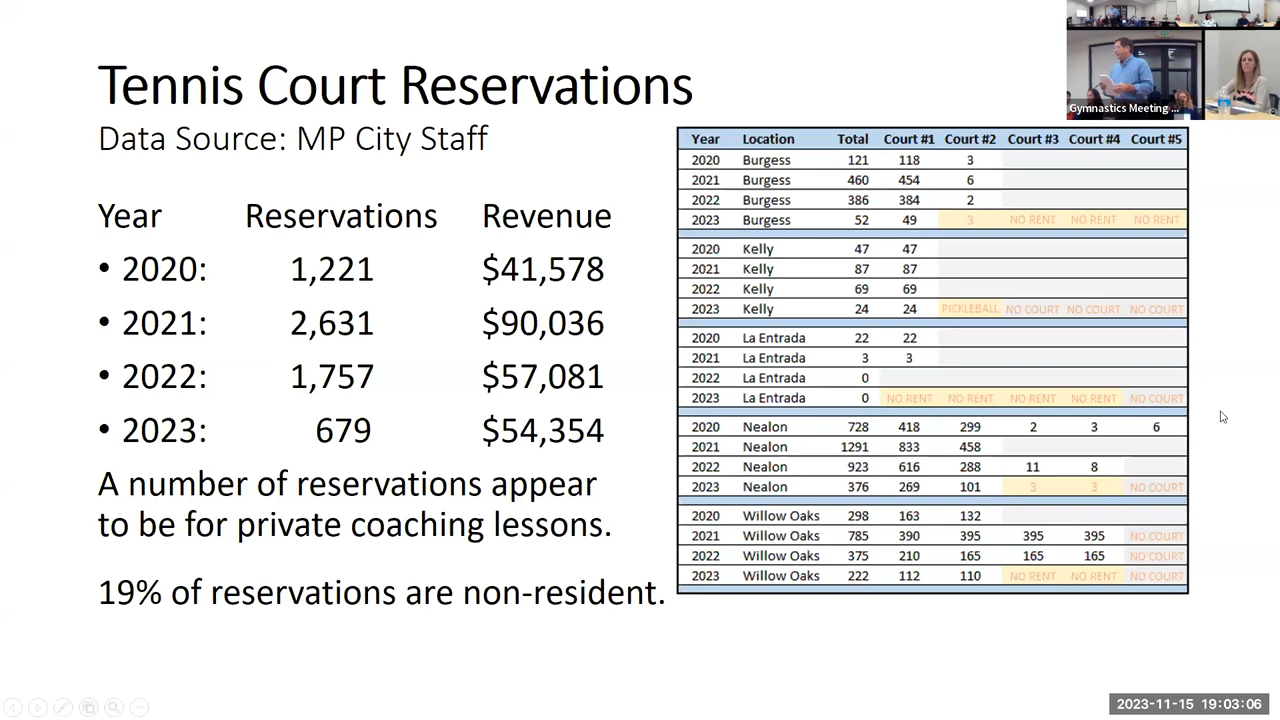 Tennis Court Reservations
Data Source: MP City Staff
Year Reservations Revenue
• 2020: 1,221 $41,578
• 2021: 2,631 $90,036
• 2022: 1,757 $57,081
• 2023: 679 $54,354
A number of reservations appear
to be for private coaching lessons.
19% of reservations are non-resident.
Gymnastics Meeting ...
Year Location Total Court #1 Court #2 Court #3 Court #4 Court #5
2020 Burgess 121 118 3
2021 Burgess 460 454 6
2022 Burgess 386 384 2
2023 Burgess 52 49 3 NO RENT NO RENT NO RENT
2020 Kelly 47 47
2021 Kelly 87 87
2022 Kelly 69 69
2023 Kelly 24 24 PICKLEBALL NO COURT NO COURT NO COURT
2020 La Entrada 22 22
2021 La Entrada 3 3
2022 La Entrada 0
2023 La Entrada 0 NO RENT NO RENT NO RENT NO RENT NO COURT
2020 Nealon 728 418 299 2 3 6
2021 Nealon 1291 833 458
2022 Nealon 923 616 288 11 8
2023 Nealon 376 269 101 3 3 NO COURT
2020 Willow Oaks 298 163 132
2021 Willow Oaks 785 390 395 395 395 NO COURT
2022 Willow Oaks 375 210 165 165 165 NO COURT
2023 Willow Oaks 222 112 110 NO RENT NO RENT NO COURT
2023-11-15 19:03:06